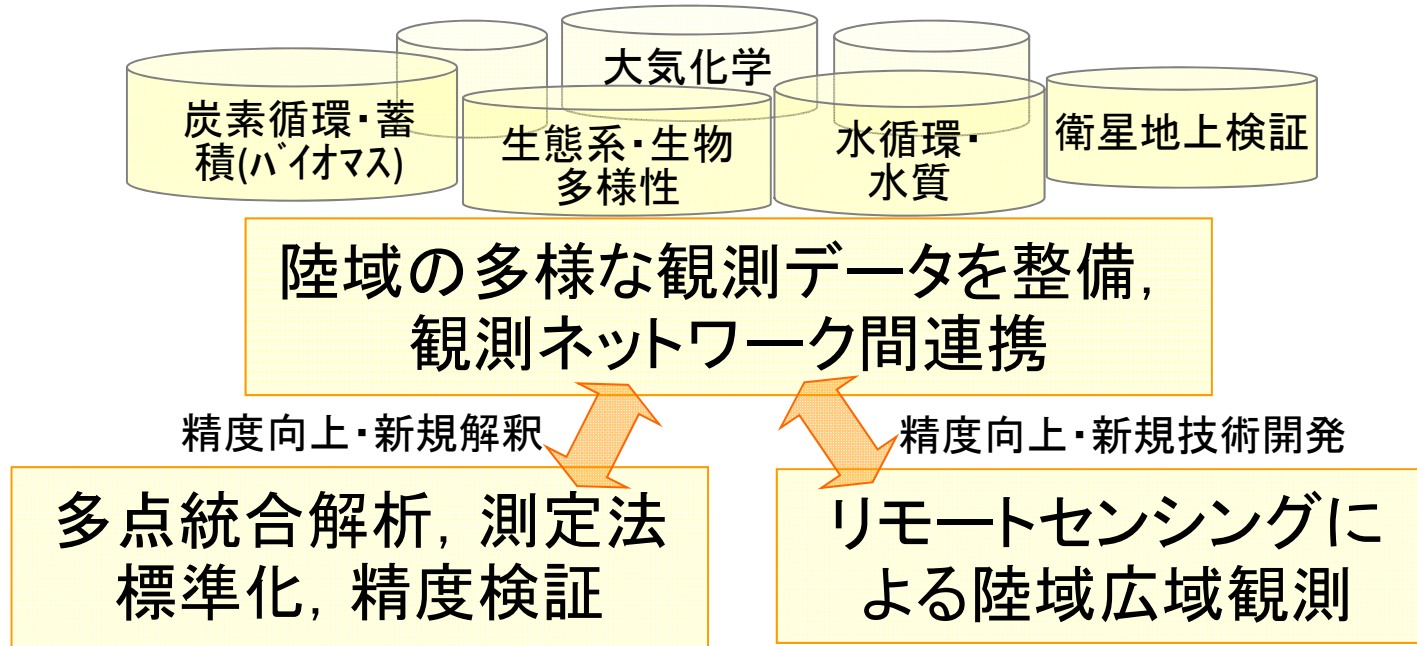 大気化学
炭素循環・蓄
積(ﾊﾞｲｵﾏｽ)
生態系・生物
多様性
水循環・
水質
衛星地上検証
陸域の多様な観測データを整備,
観測ネットワーク間連携
精度向上・新規解釈
精度向上・新規技術開発
多点統合解析, 測定法
標準化, 精度検証
リモートセンシングに
よる陸域広域観測